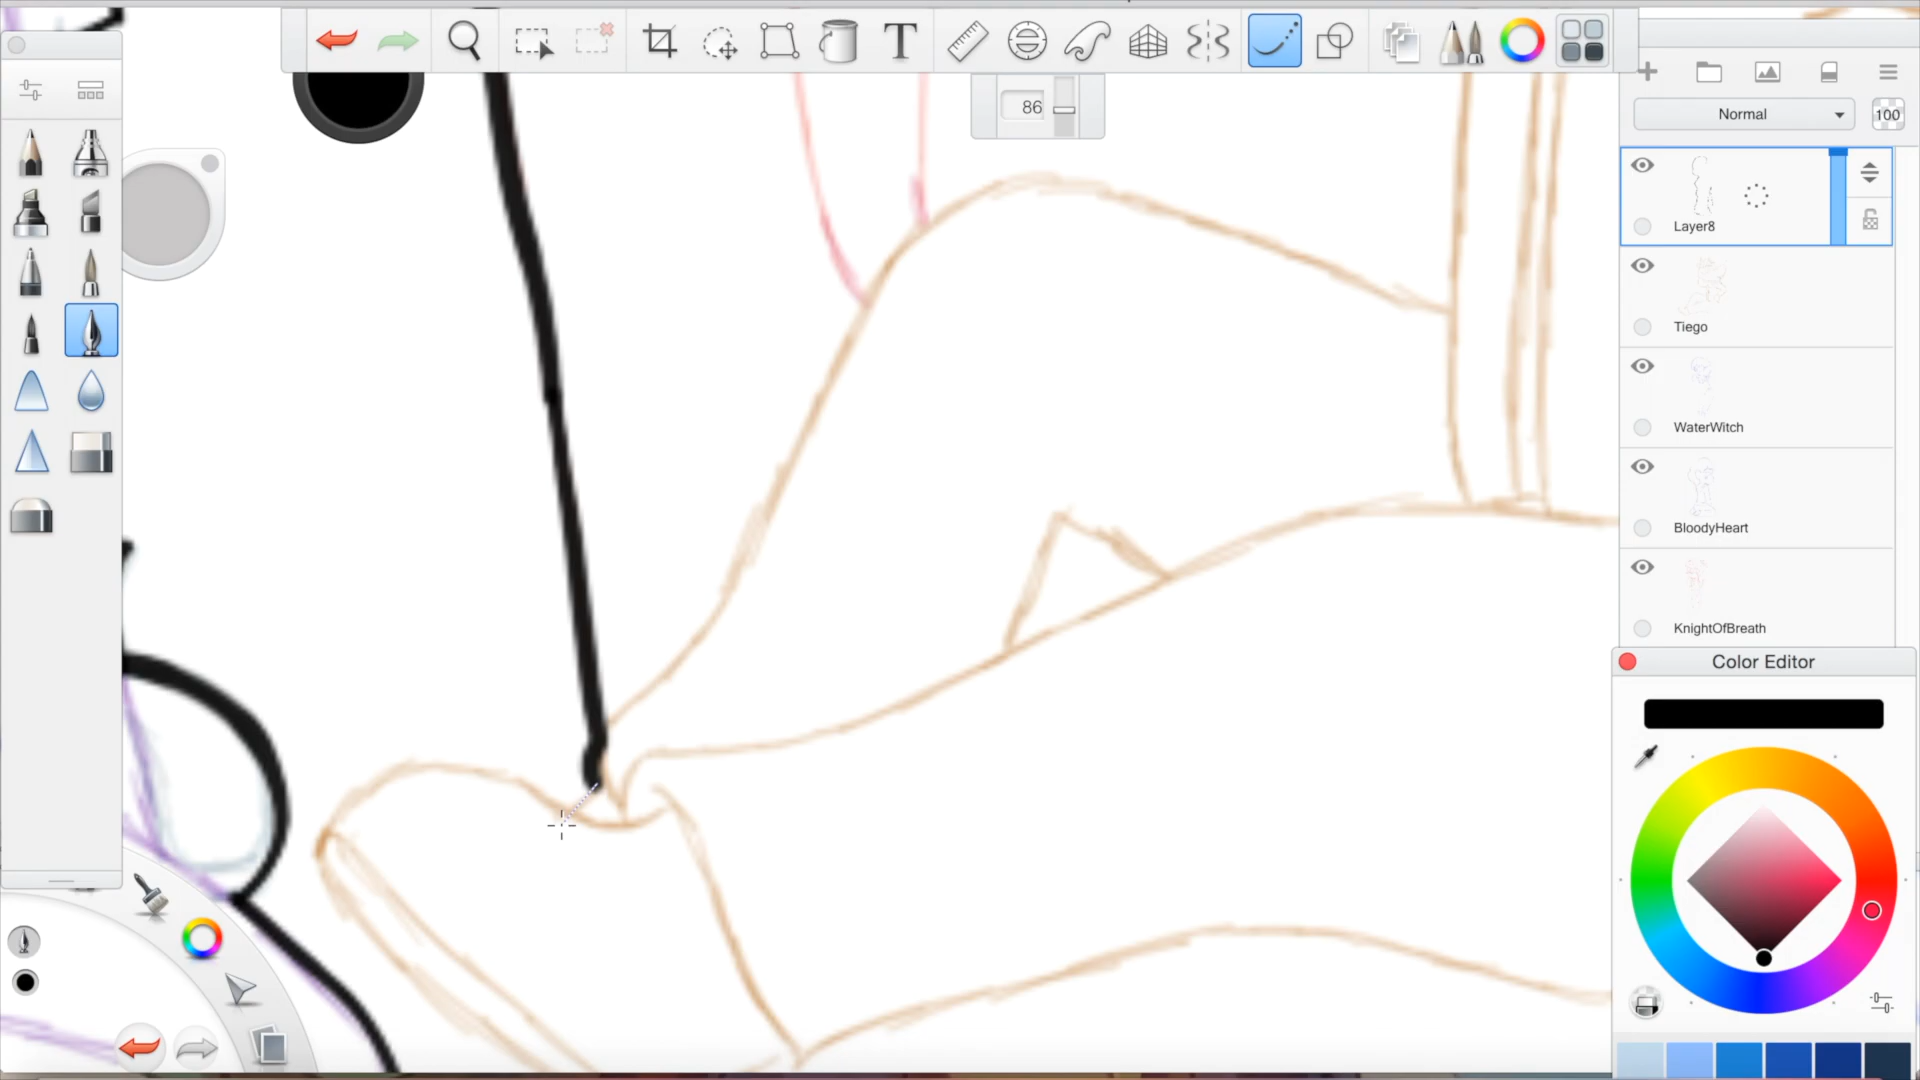 T
86
Normal
100
Layer8
Tiego
WaterWitch
BloodyHeart
KnightOfBreath
Color Editor